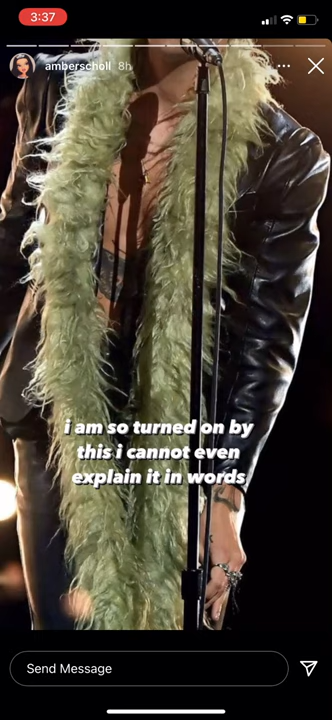 3:37
amberscholl 8h
i am so turned on by
this i cannot even
explain it in words
Send Message